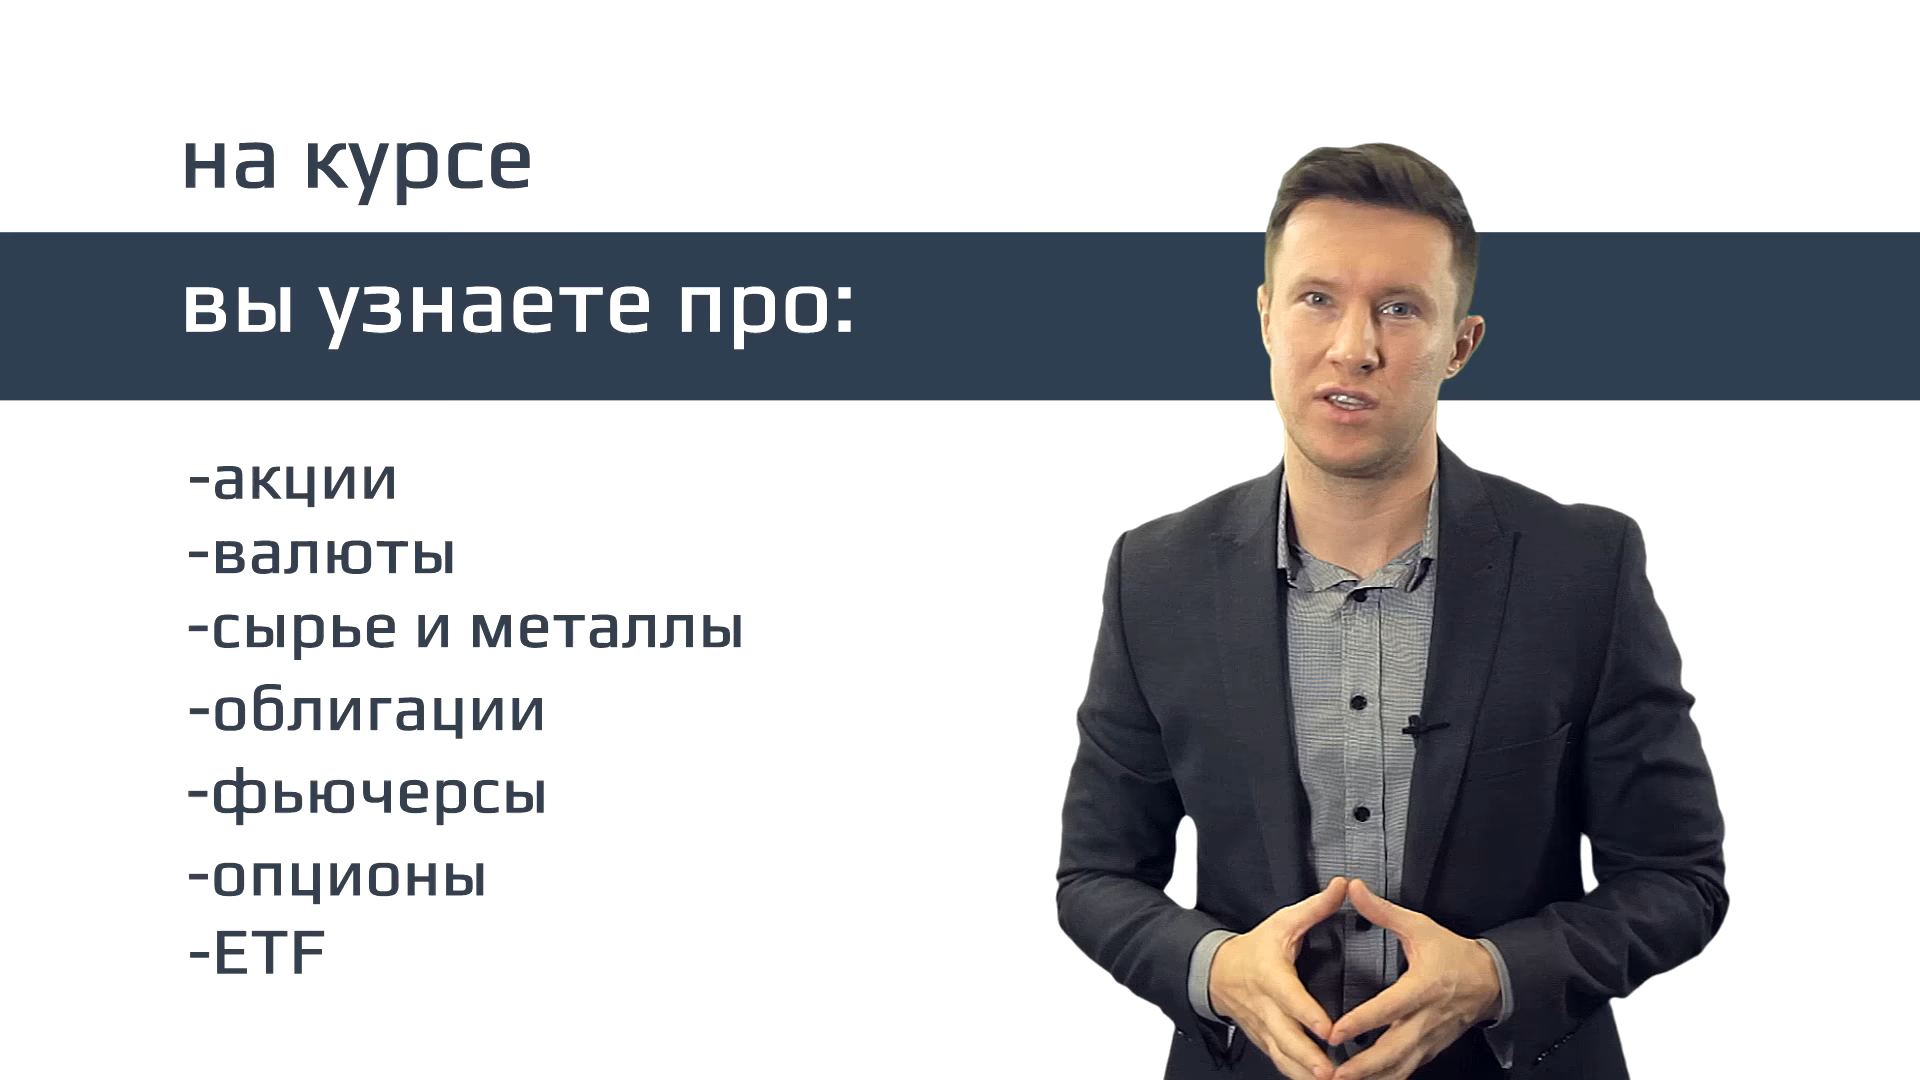 на курсе
вы узнаете про:
-акции
-валюты
-сырье и металлы
-облигации
-фьючерсы
-опционы
-ETF